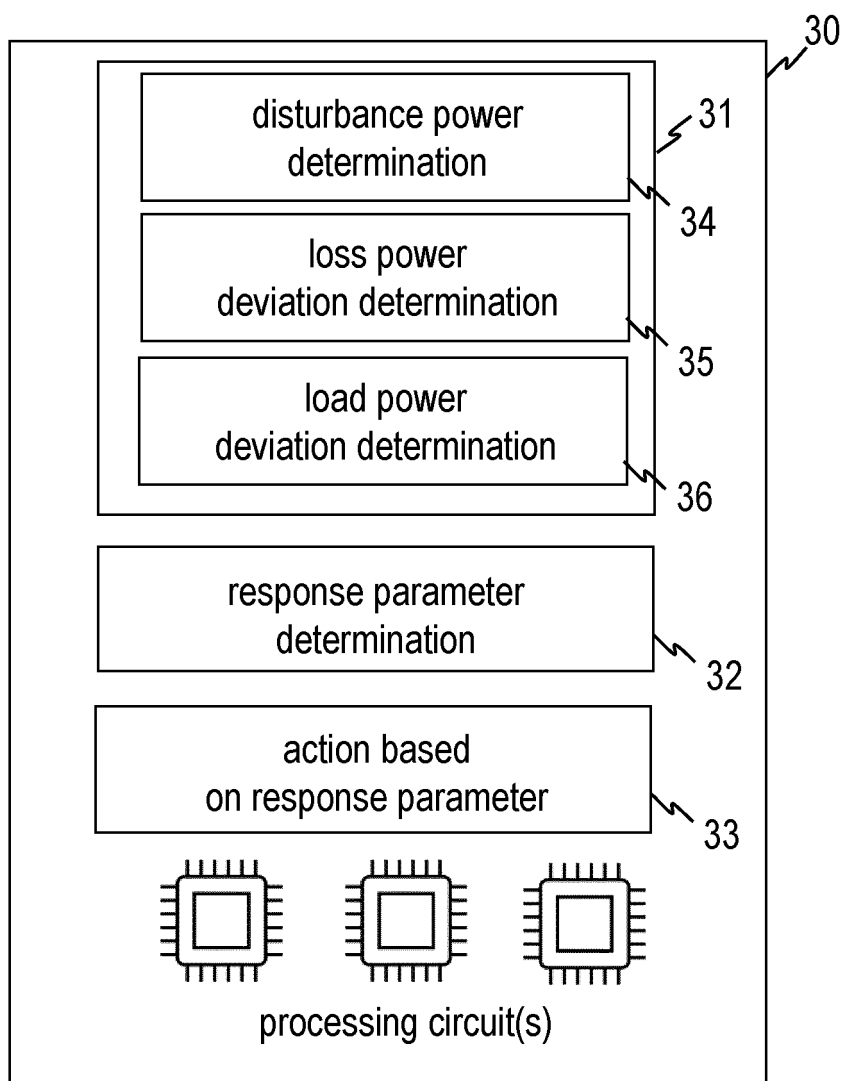 30
disturbance power
determination
31
34
loss power
deviation determination
35
load power
deviation determination
36
response parameter
determination
32
action based
on response parameter
33
processing circuit(s)